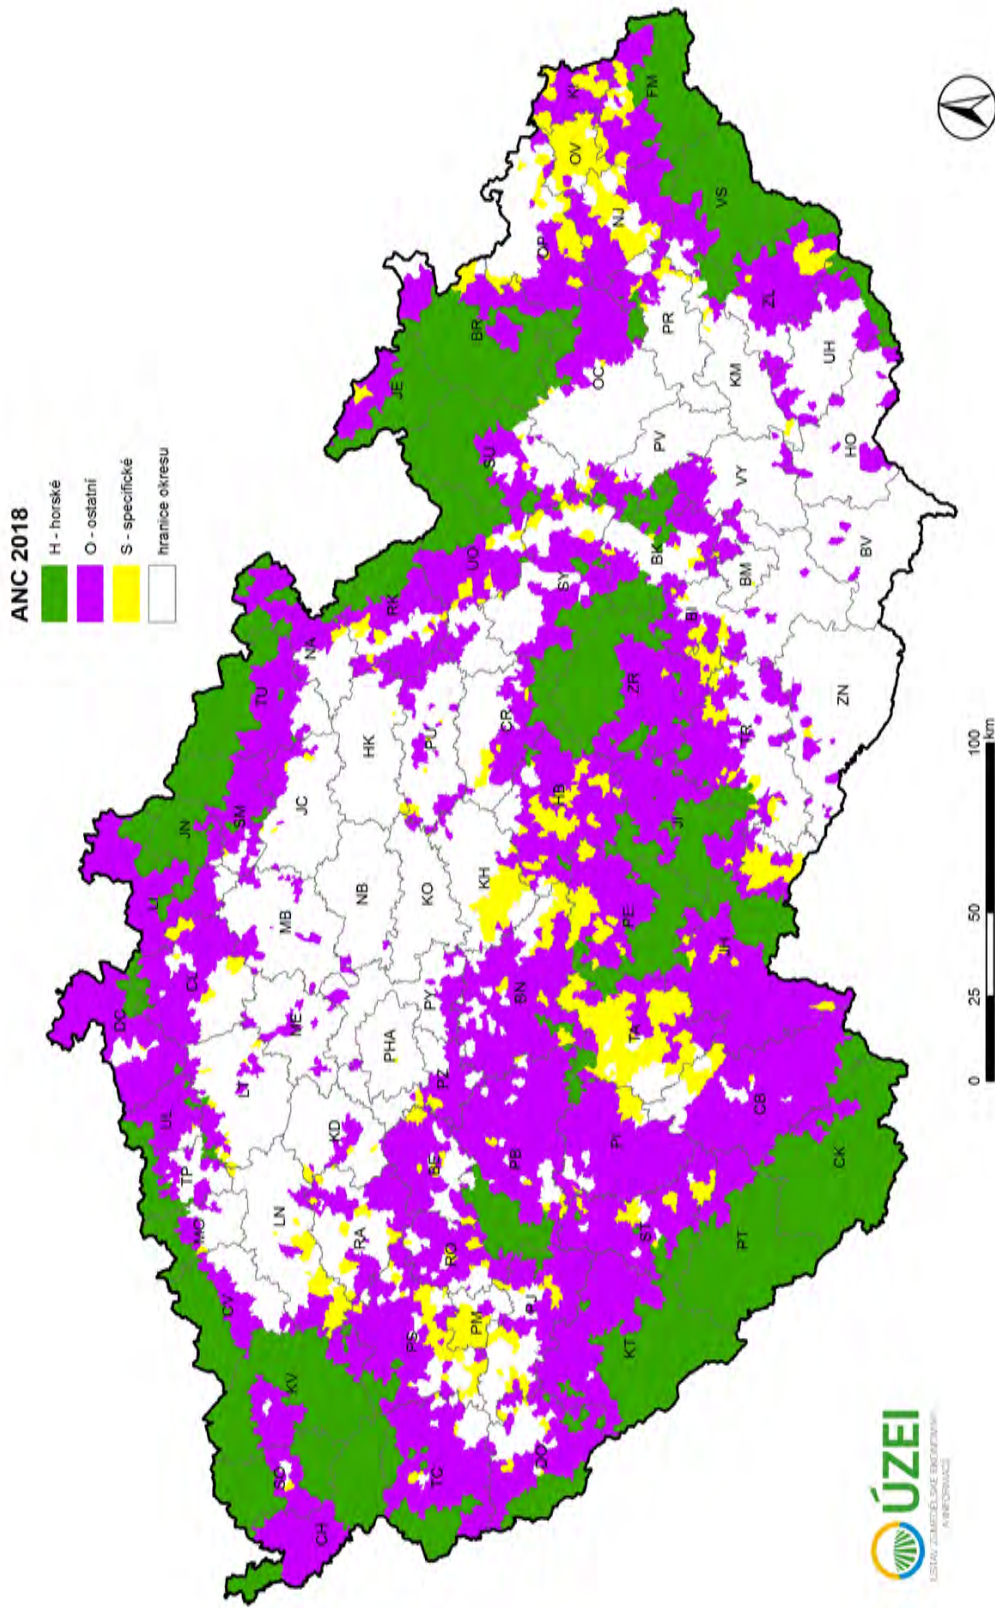 ANC 2018
H - horské
O - ostatní
S - specifické
hranice okresu
DC
LI
JN
CL
SM
TU
UL
TP
LT
MB
JC
NA
MO
CV
LN
ME
NB
HK
RK
KV
SO
CH
RA
KD
PHA
PY
KO
PU
UO
JE
BR
SU
PS
BE
PZ
KH
CR
SY
OC
OP
OV
KI
NJ
FM
TC
PM
RO
PB
BN
HB
ZR
BK
PV
PR
VS
PJ
DO
PI
TA
PE
JI
BI
BM
VY
KM
ZL
KT
ST
JH
TR
UH
PT
CB
ZN
BV
HO
CK
0
25
50
100
km
ÚZEI
ÚSTAV ZEMĚDĚLSKÉ EKONOMIKY
A INFORMACÍ